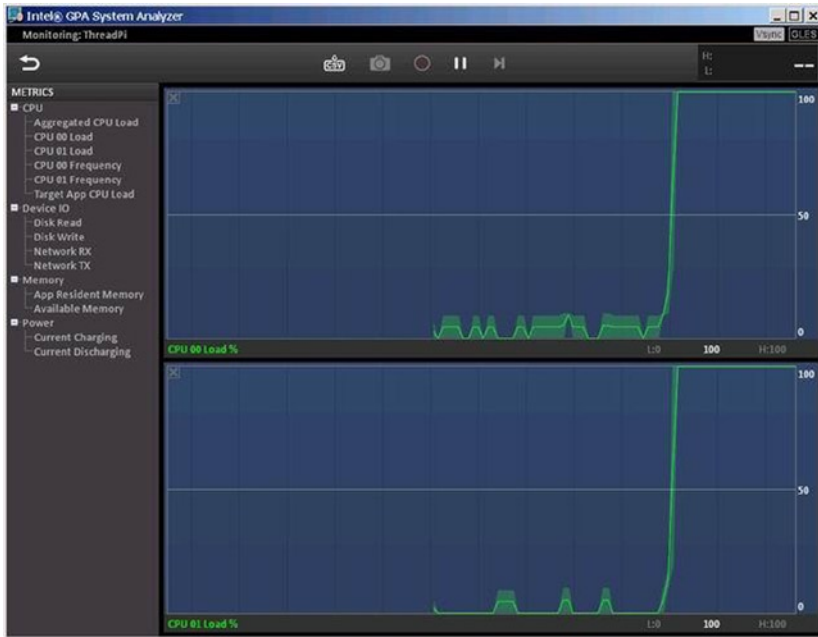 Intel® GPA System Analyzer
Monitoring: ThreadPi
Vsync GLES
CSV
H:
L:
--
METRICS
CPU
Aggregated CPU Load
CPU 00 Load
CPU 01 Load
CPU 00 Frequency
CPU 01 Frequency
Target App CPU Load
Device IO
Disk Read
Disk Write
Network RX
Network TX
Memory
App Resident Memory
Available Memory
Power
Current Charging
Current Discharging
100
50
0
CPU 00 Load % L:0 100 H:100
100
50
0
CPU 01 Load % L:0 100 H:100